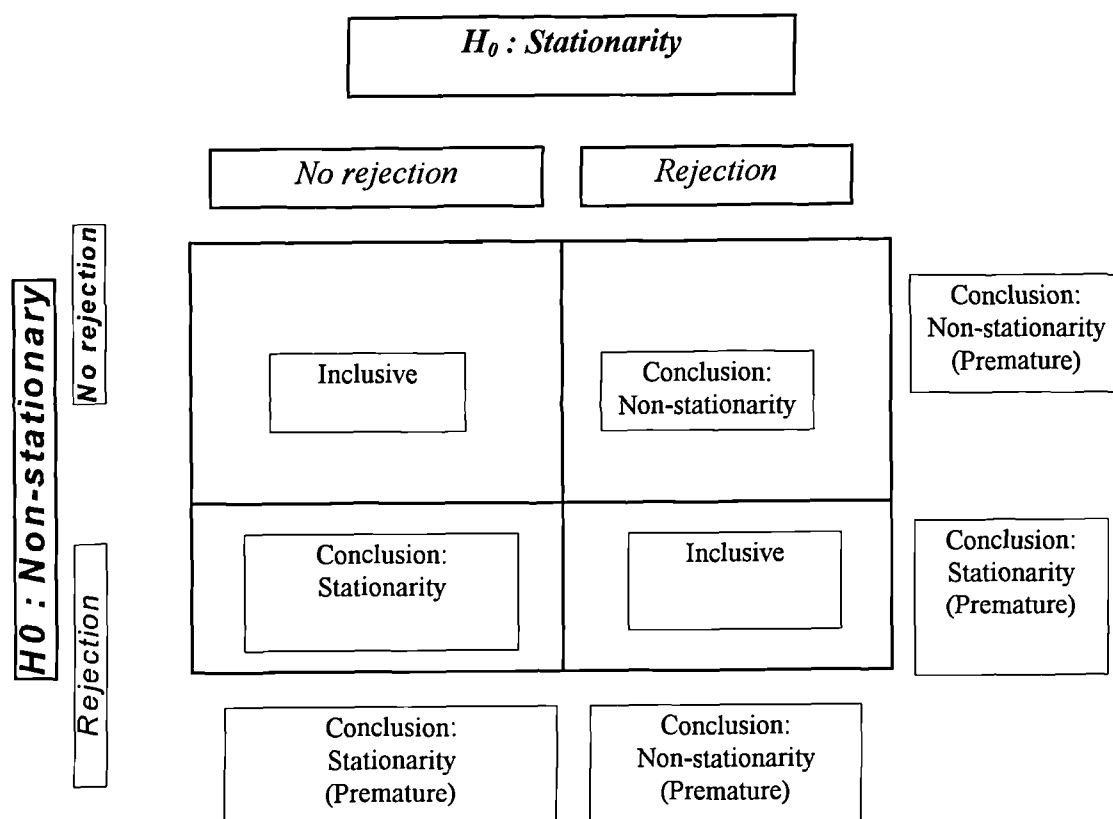 H₀ : Stationarity
No rejection
Rejection
H0 : Non-stationary
No rejection
Rejection
Inclusive
Conclusion:
Non-stationarity
Conclusion:
Non-stationarity
(Premature)
Conclusion:
Stationarity
Inclusive
Conclusion:
Stationarity
(Premature)
Conclusion:
Stationarity
(Premature)
Conclusion:
Non-stationarity
(Premature)